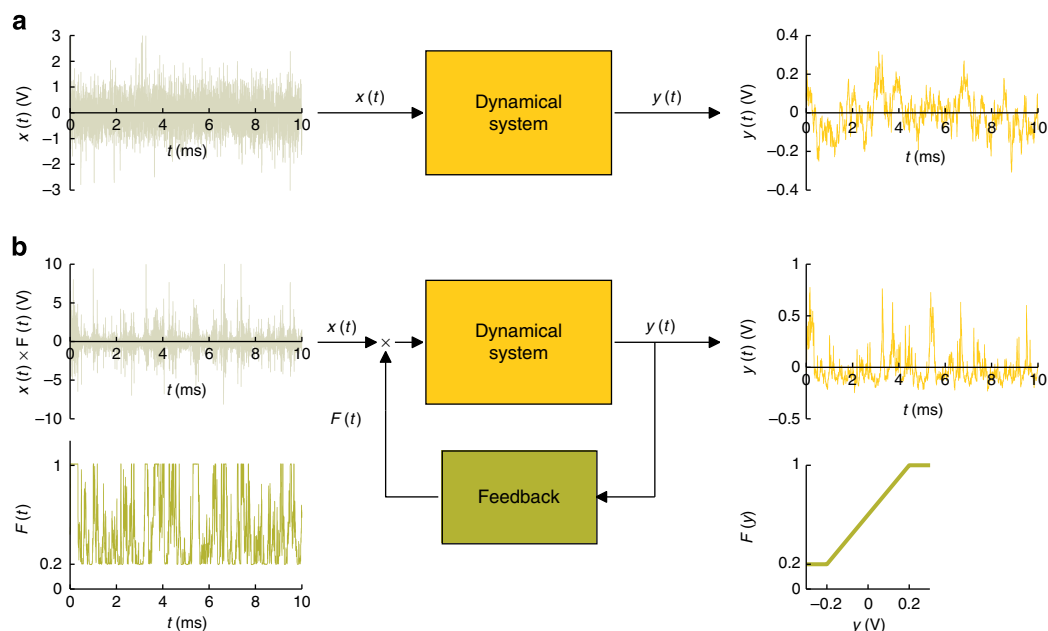 a
x (t) (V)
3
2
1
0
–1
–2
–3
0 2 4 6 8 10
t (ms)
x (t)
Dynamical
system
y (t)
y (t) (V)
0.4
0.2
0
–0.2
–0.4
0 2 4 6 8 10
t (ms)
b
x (t) × F (t) (V)
10
5
0
–5
–10
0 2 4 6 8 10
t (ms)
x (t)
×
Dynamical
system
y (t)
F (t)
Feedback
y (t) (V)
1
0.5
0
–0.5
0 2 4 6 8 10
t (ms)
F (t)
1
0.2
0
0 2 4 6 8 10
t (ms)
F (y)
1
0.2
0
–0.2 0 0.2
y (V)